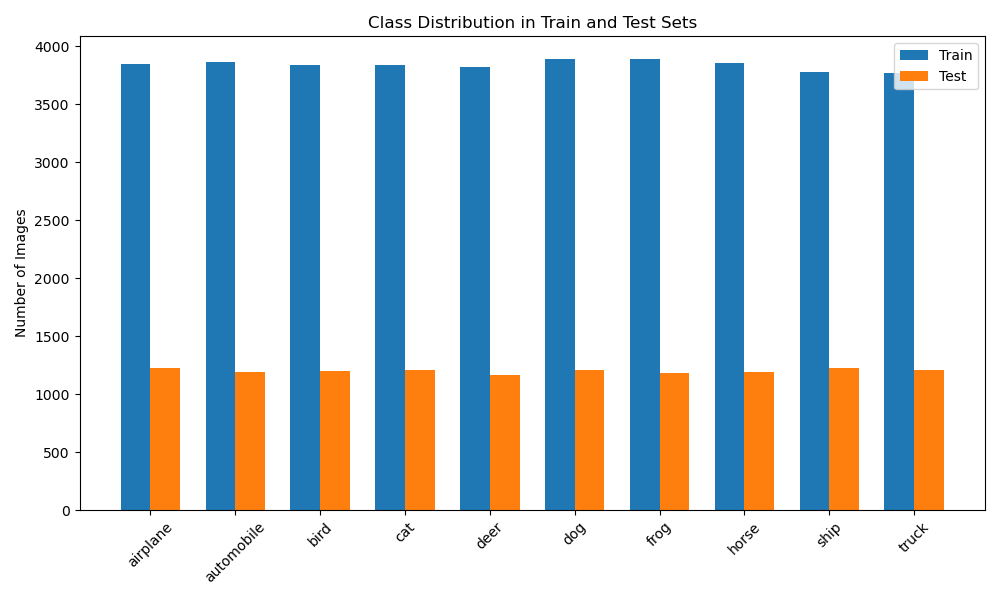 Class Distribution in Train and Test Sets
Train
Test
Number of Images
4000
3500
3000
2500
2000
1500
1000
500
0
airplane
automobile
bird
cat
deer
dog
frog
horse
ship
truck